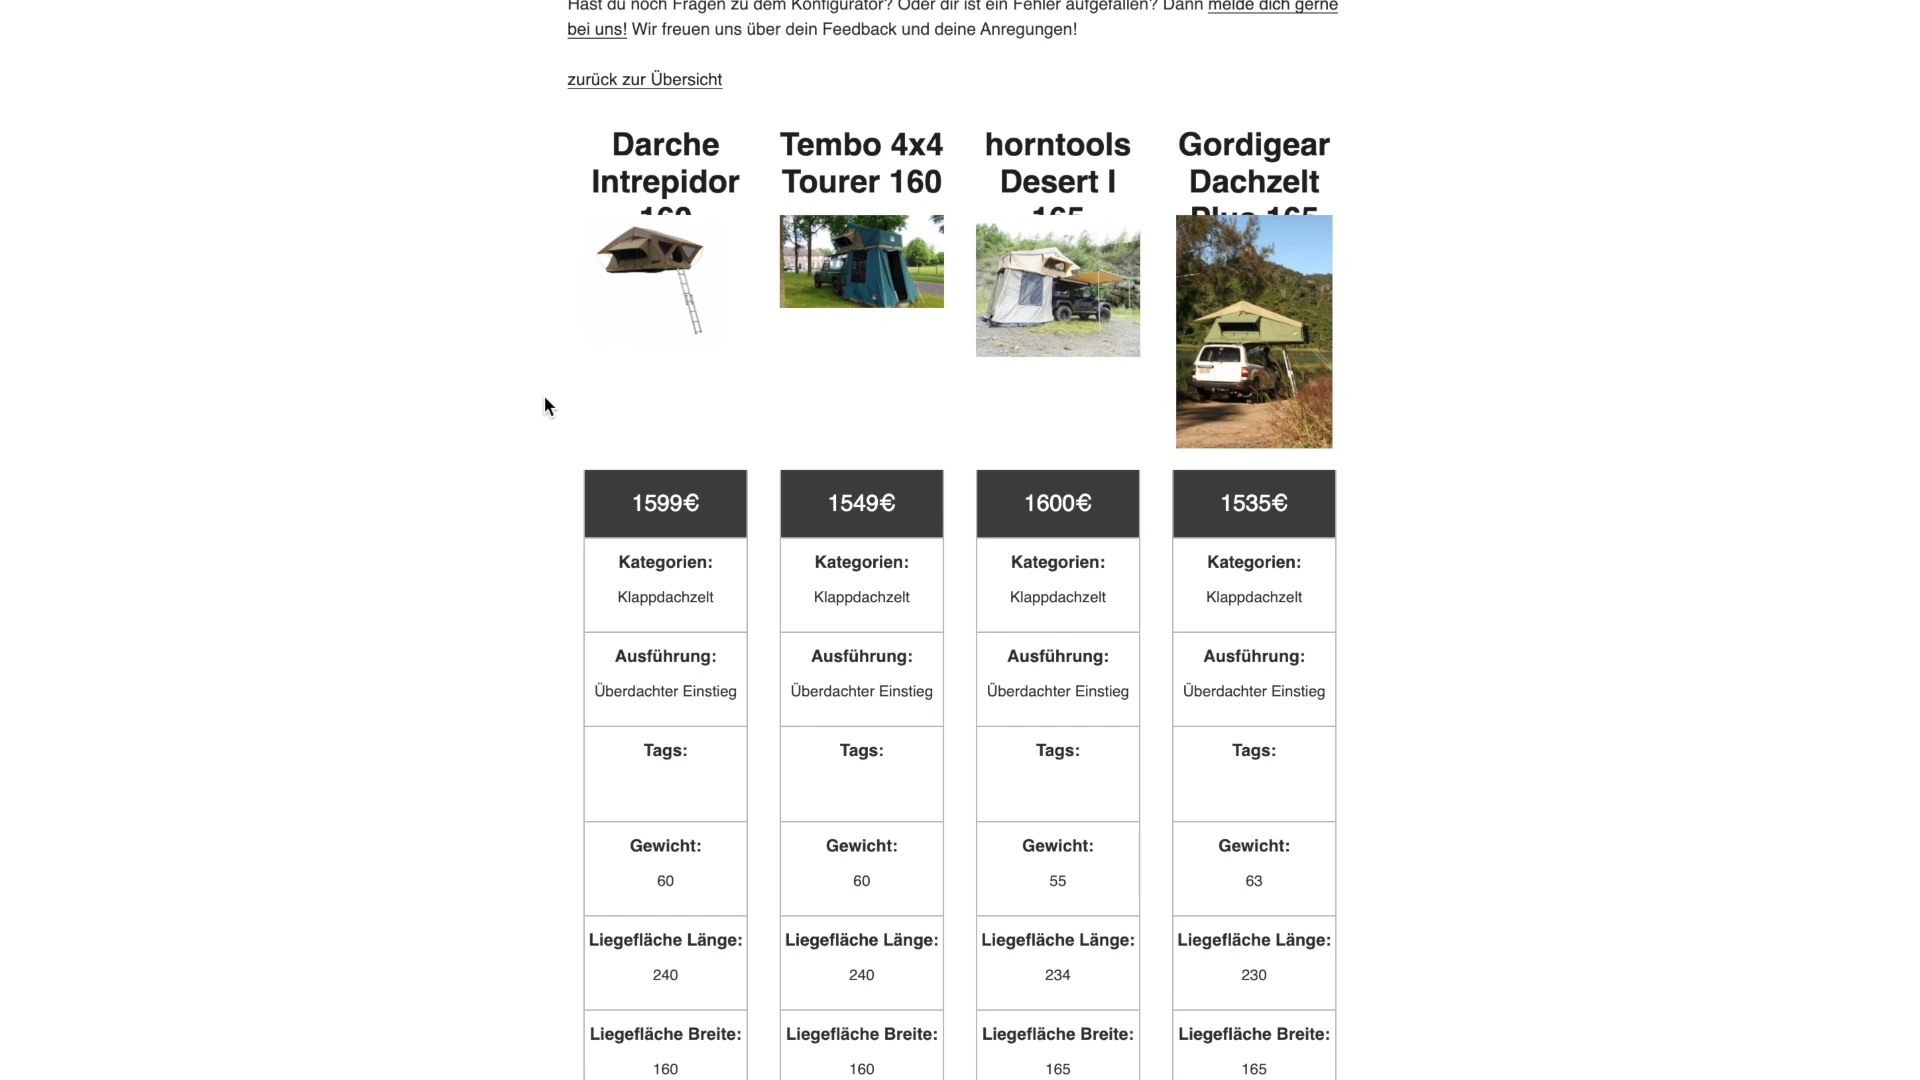 Hast du noch Fragen zu dem Konfigurator? Oder dir ist ein Fehler aufgefallen? Dann melde dich gerne
bei uns! Wir freuen uns über dein Feedback und deine Anregungen!
zurück zur Übersicht
Darche
Intrepidor
160
Tembo 4x4
Tourer 160
horntools
Desert I
165
Gordigear
Dachzelt
Plus 165
1599€
1549€
1600€
1535€
Kategorien:
Kategorien:
Kategorien:
Kategorien:
Klappdachzelt
Klappdachzelt
Klappdachzelt
Klappdachzelt
Ausführung:
Ausführung:
Ausführung:
Ausführung:
Überdachter Einstieg
Überdachter Einstieg
Überdachter Einstieg
Überdachter Einstieg
Tags:
Tags:
Tags:
Tags:
Gewicht:
Gewicht:
Gewicht:
Gewicht:
60
60
55
63
Liegefläche Länge:
Liegefläche Länge:
Liegefläche Länge:
Liegefläche Länge:
240
240
234
230
Liegefläche Breite:
Liegefläche Breite:
Liegefläche Breite:
Liegefläche Breite:
160
160
165
165